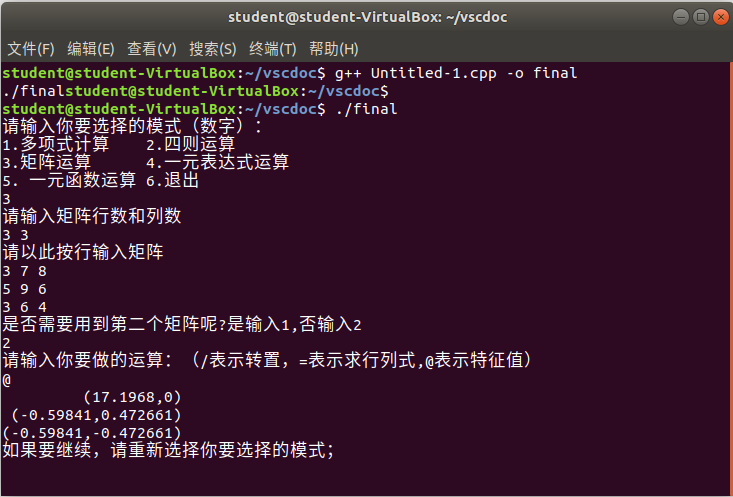 student@student-VirtualBox: ~/vscdoc
文件(F) 编辑(E) 查看(V) 搜索(S) 终端(T) 帮助(H)
student@student-VirtualBox:~/vscdoc$ g++ Untitled-1.cpp -o final
./finalstudent@student-VirtualBox:~/vscdoc$
student@student-VirtualBox:~/vscdoc$ ./final
请输入你要选择的模式（数字）：
1.多项式计算 2.四则运算
3.矩阵运算 4.一元表达式运算
5. 一元函数运算 6.退出
3
请输入矩阵行数和列数
3 3
请以此按行输入矩阵
3 7 8
5 9 6
3 6 4
是否需要用到第二个矩阵呢?是输入1,否输入2
2
请输入你要做的运算：（/表示转置，=表示求行列式,@表示特征值）
@
(17.1968,0)
(-0.59841,0.472661)
(-0.59841,-0.472661)
如果要继续，请重新选择你要选择的模式；